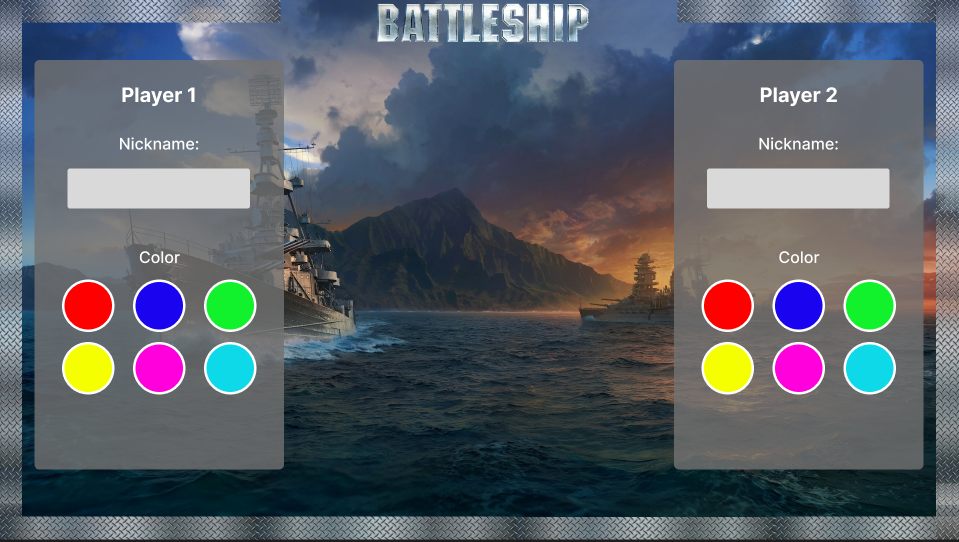 BATTLESHIP
Player 1
Nickname:
Color
Player 2
Nickname:
Color